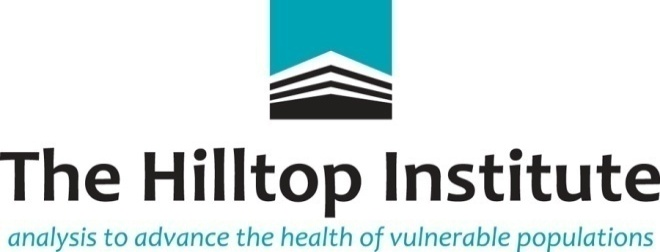 The Hilltop Institute
analysis to advance the health of vulnerable populations